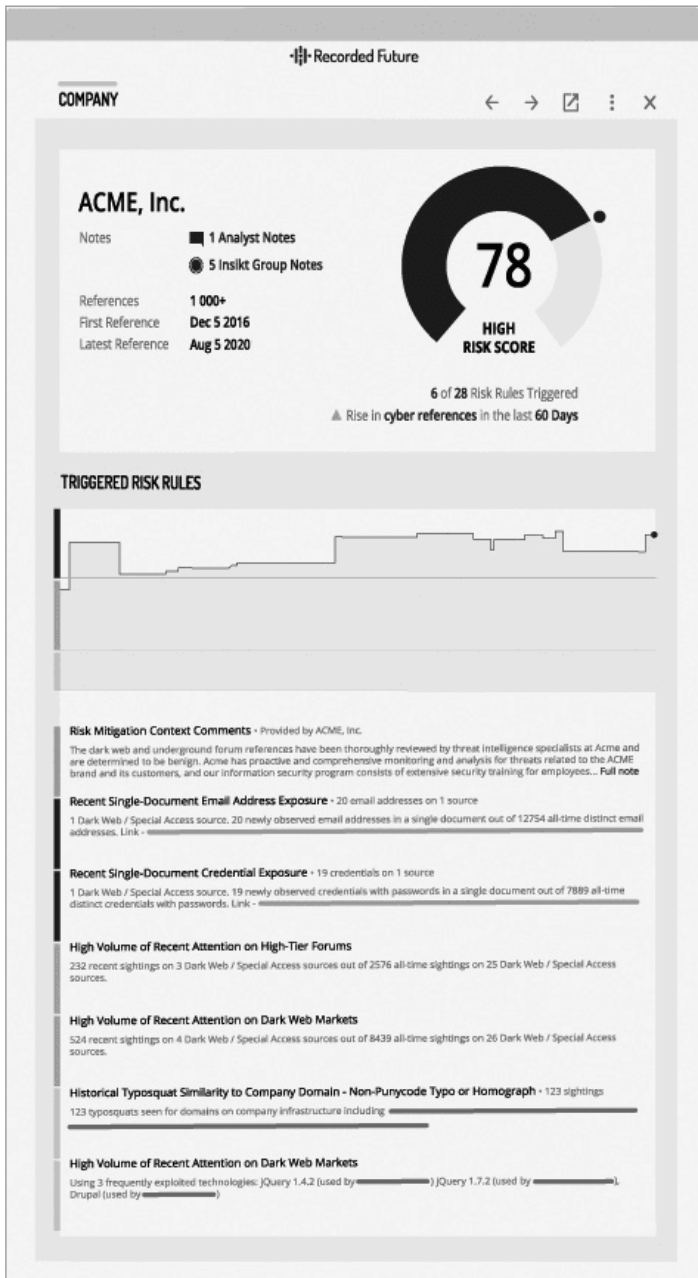 Recorded Future
COMPANY
ACME, Inc.
Notes
1 Analyst Notes
5 Insikt Group Notes
References
1 000+
First Reference
Dec 5 2016
Latest Reference
Aug 5 2020
78
HIGH
RISK SCORE
6 of 28 Risk Rules Triggered
Rise in cyber references in the last 60 Days
TRIGGERED RISK RULES
Risk Mitigation Context Comments • Provided by ACME, Inc.
The dark web and underground forum references have been thoroughly reviewed by threat intelligence specialists at Acme and
are determined to be benign. Acme has proactive and comprehensive monitoring and analysis for threats related to the ACME
brand and its customers, and our information security program consists of extensive security training for employees... Full note
Recent Single-Document Email Address Exposure • 20 email addresses on 1 source
1 Dark Web / Special Access source. 20 newly observed email addresses in a single document out of 12754 all-time distinct email
addresses. Link -
Recent Single-Document Credential Exposure • 19 credentials on 1 source
1 Dark Web / Special Access source. 19 newly observed credentials with passwords in a single document out of 7889 all-time
distinct credentials with passwords. Link -
High Volume of Recent Attention on High-Tier Forums
232 recent sightings on 3 Dark Web / Special Access sources out of 2576 all-time sightings on 25 Dark Web / Special Access
sources.
High Volume of Recent Attention on Dark Web Markets
524 recent sightings on 4 Dark Web / Special Access sources out of 8439 all-time sightings on 26 Dark Web / Special Access
sources.
Historical Typosquat Similarity to Company Domain - Non-Punycode Typo or Homograph • 123 sightings
123 typosquats seen for domains on company infrastructure including
High Volume of Recent Attention on Dark Web Markets
Using 3 frequently exploited technologies: jQuery 1.4.2 (used by ) jQuery 1.7.2 (used by ),
Drupal (used by )